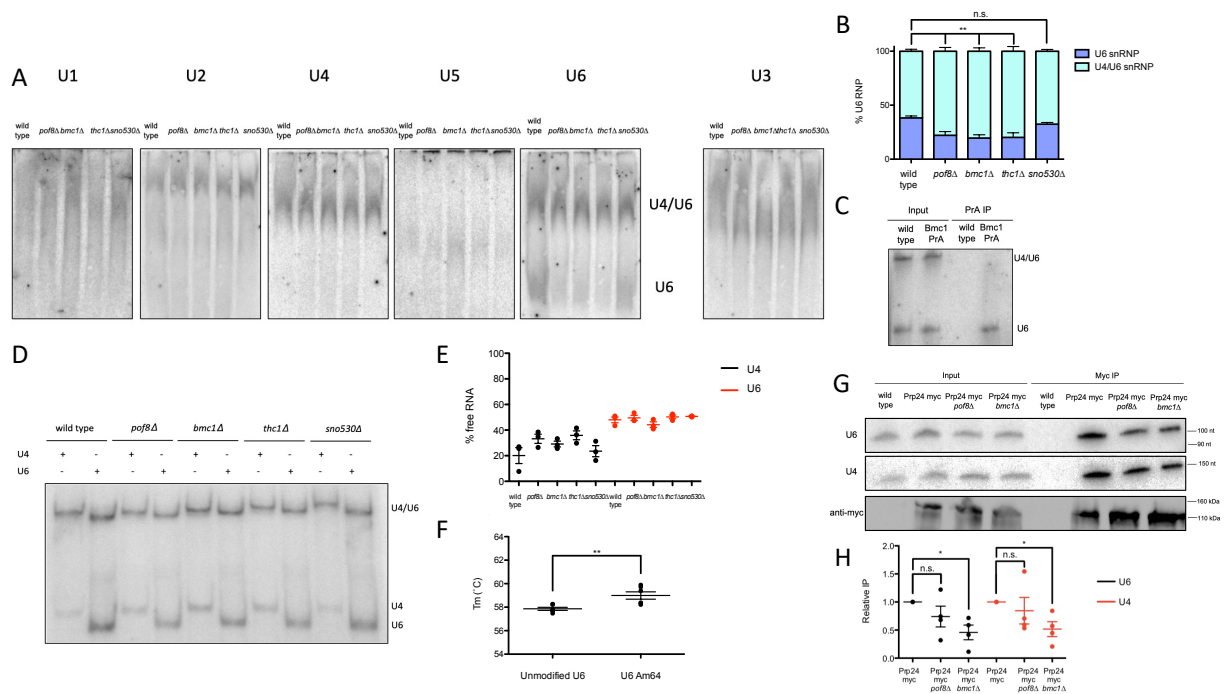 A
U1
U2
U4
U5
U6
U3
wild type pof8Δ bmc1Δ thc1Δ sno530Δ
wild type pof8Δ bmc1Δ thc1Δ sno530Δ
wild type pof8Δ bmc1Δ thc1Δ sno530Δ
wild type pof8Δ bmc1Δ thc1Δ sno530Δ
wild type pof8Δ bmc1Δ thc1Δ sno530Δ
wild type pof8Δ bmc1Δ thc1Δ sno530Δ
U4/U6
U6
B
n.s.
**
% U6 RNP
100
50
0
wild type pof8Δ bmc1Δ thc1Δ sno530Δ
U6 snRNP
U4/U6 snRNP
C
Input PrA IP
wild type Bmc1 PrA wild type Bmc1 PrA
U4/U6
U6
D
wild type pof8Δ bmc1Δ thc1Δ sno530Δ
U4 + - + - + - + - + -
U6 - + - + - + - + - +
U4/U6
U4
U6
E
% free RNA
100
80
60
40
20
0
wild type pof8Δ bmc1Δ thc1Δ sno530Δ wild type pof8Δ bmc1Δ thc1Δ sno530Δ
U4
U6
F
**
Tm (˚C)
62
60
58
56
54
Unmodified U6 U6 Am64
G
Input Myc IP
wild type Prp24 myc Prp24 myc pof8Δ Prp24 myc bmc1Δ wild type Prp24 myc Prp24 myc pof8Δ Prp24 myc bmc1Δ
U6
100 nt
90 nt
U4
150 nt
anti-myc
160 kDa
110 kDa
H
* *
n.s. n.s.
Relative IP
2.0
1.5
1.0
0.5
0.0
Prp24 myc Prp24 myc pof8Δ Prp24 myc bmc1Δ Prp24 myc Prp24 myc pof8Δ Prp24 myc bmc1Δ
U6
U4